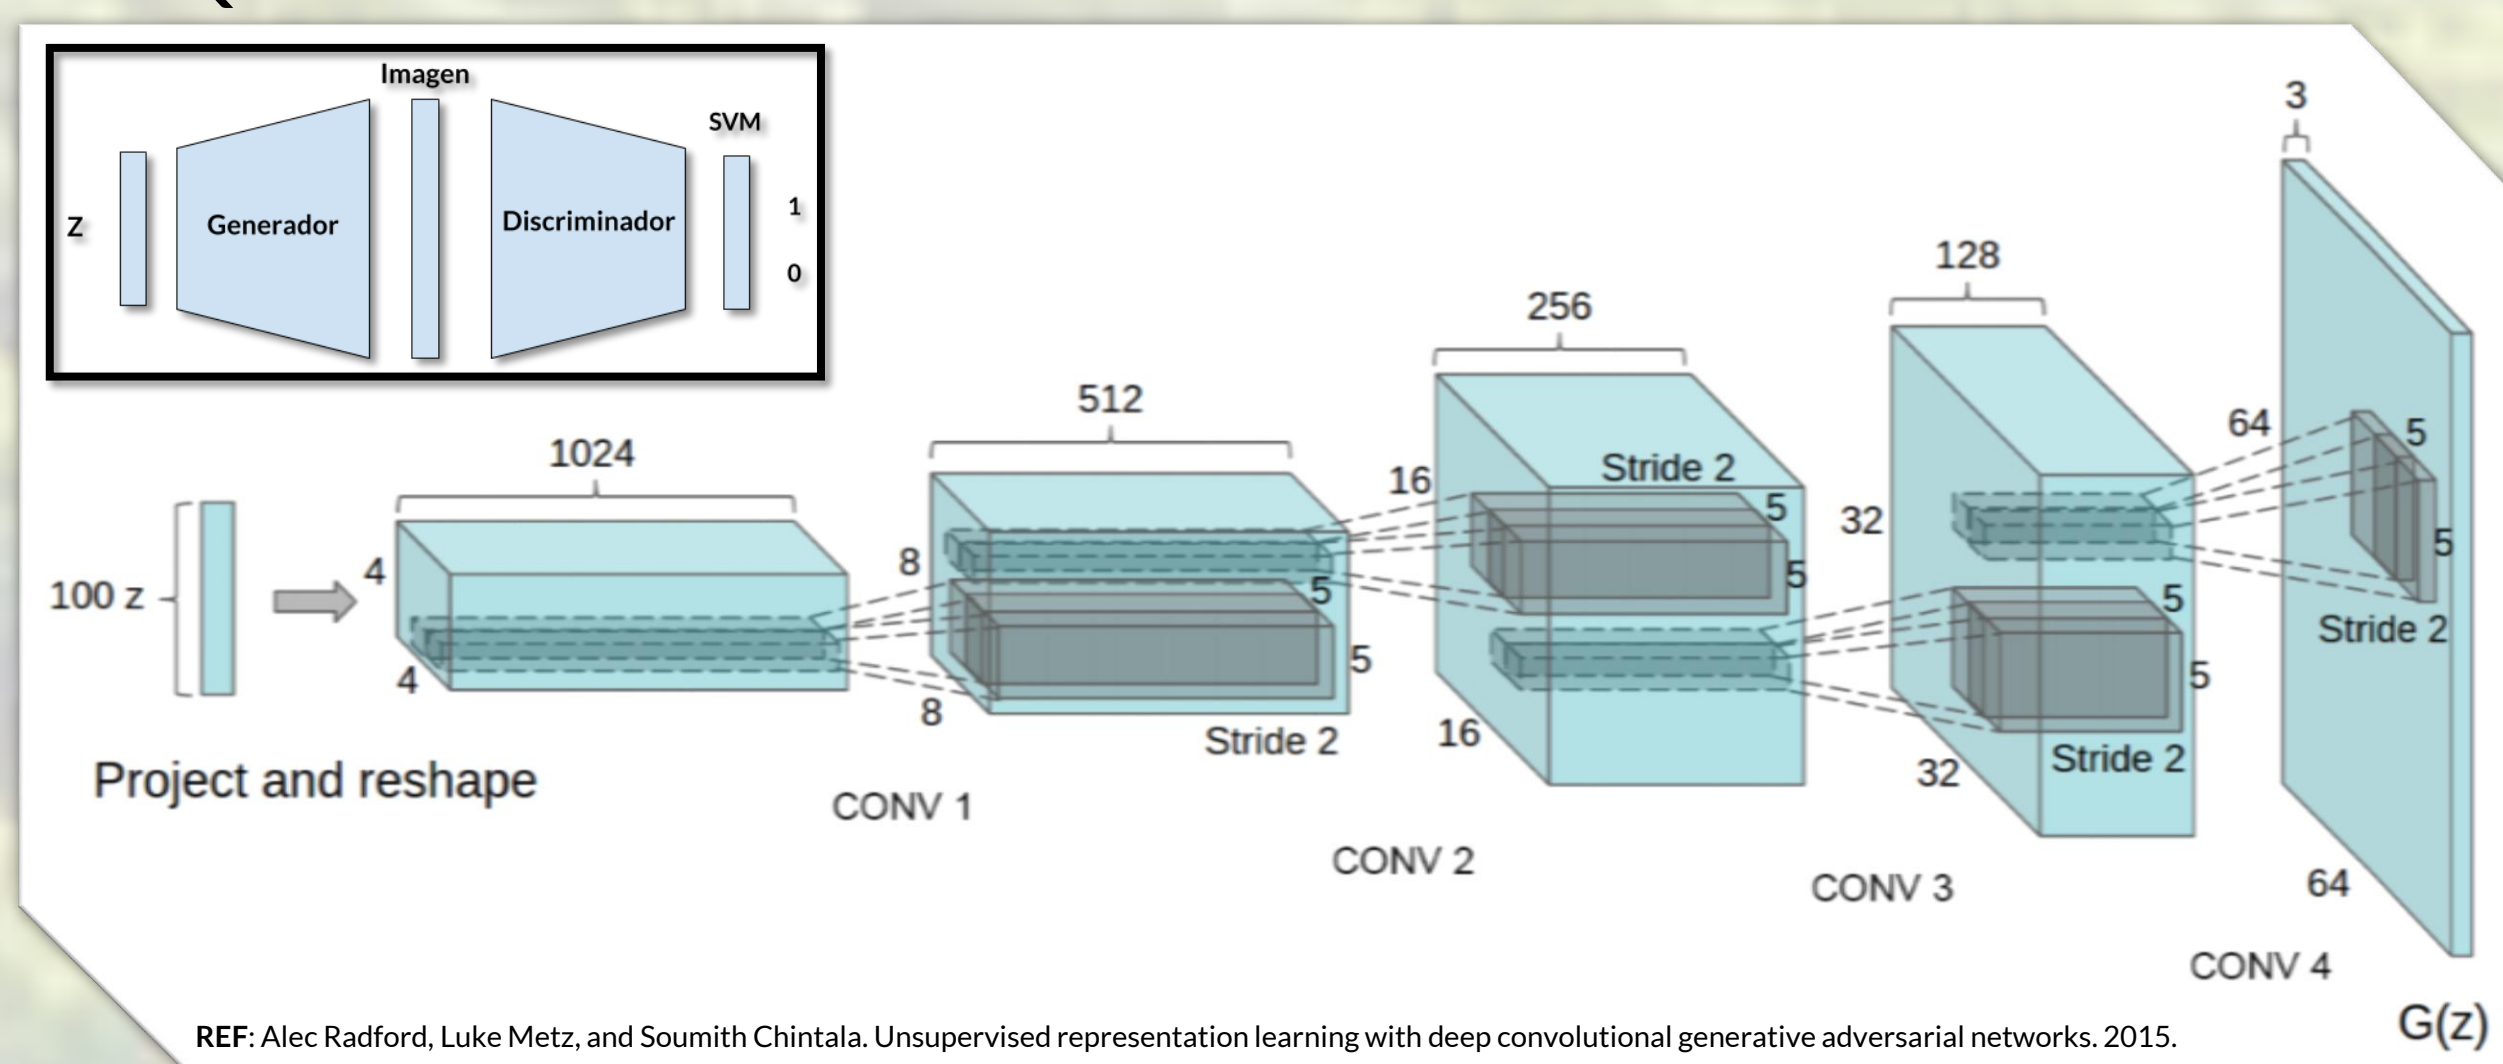 Imagen
SVM
Z
Generador
Discriminador
1
0
100 z
Project and reshape
1024
4
4
CONV 1
512
8
8
5
5
Stride 2
CONV 2
256
16
16
Stride 2
5
5
CONV 3
128
32
32
5
5
Stride 2
CONV 4
3
64
64
5
5
Stride 2
G(z)
REF: Alec Radford, Luke Metz, and Soumith Chintala. Unsupervised representation learning with deep convolutional generative adversarial networks. 2015.